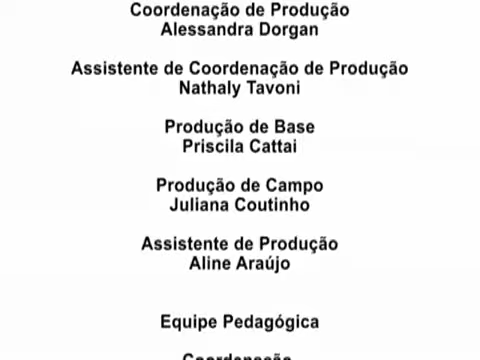 Coordenação de Produção
Alessandra Dorgan
Assistente de Coordenação de Produção
Nathaly Tavoni
Produção de Base
Priscila Cattai
Produção de Campo
Juliana Coutinho
Assistente de Produção
Aline Araújo
Equipe Pedagógica
Coordenação